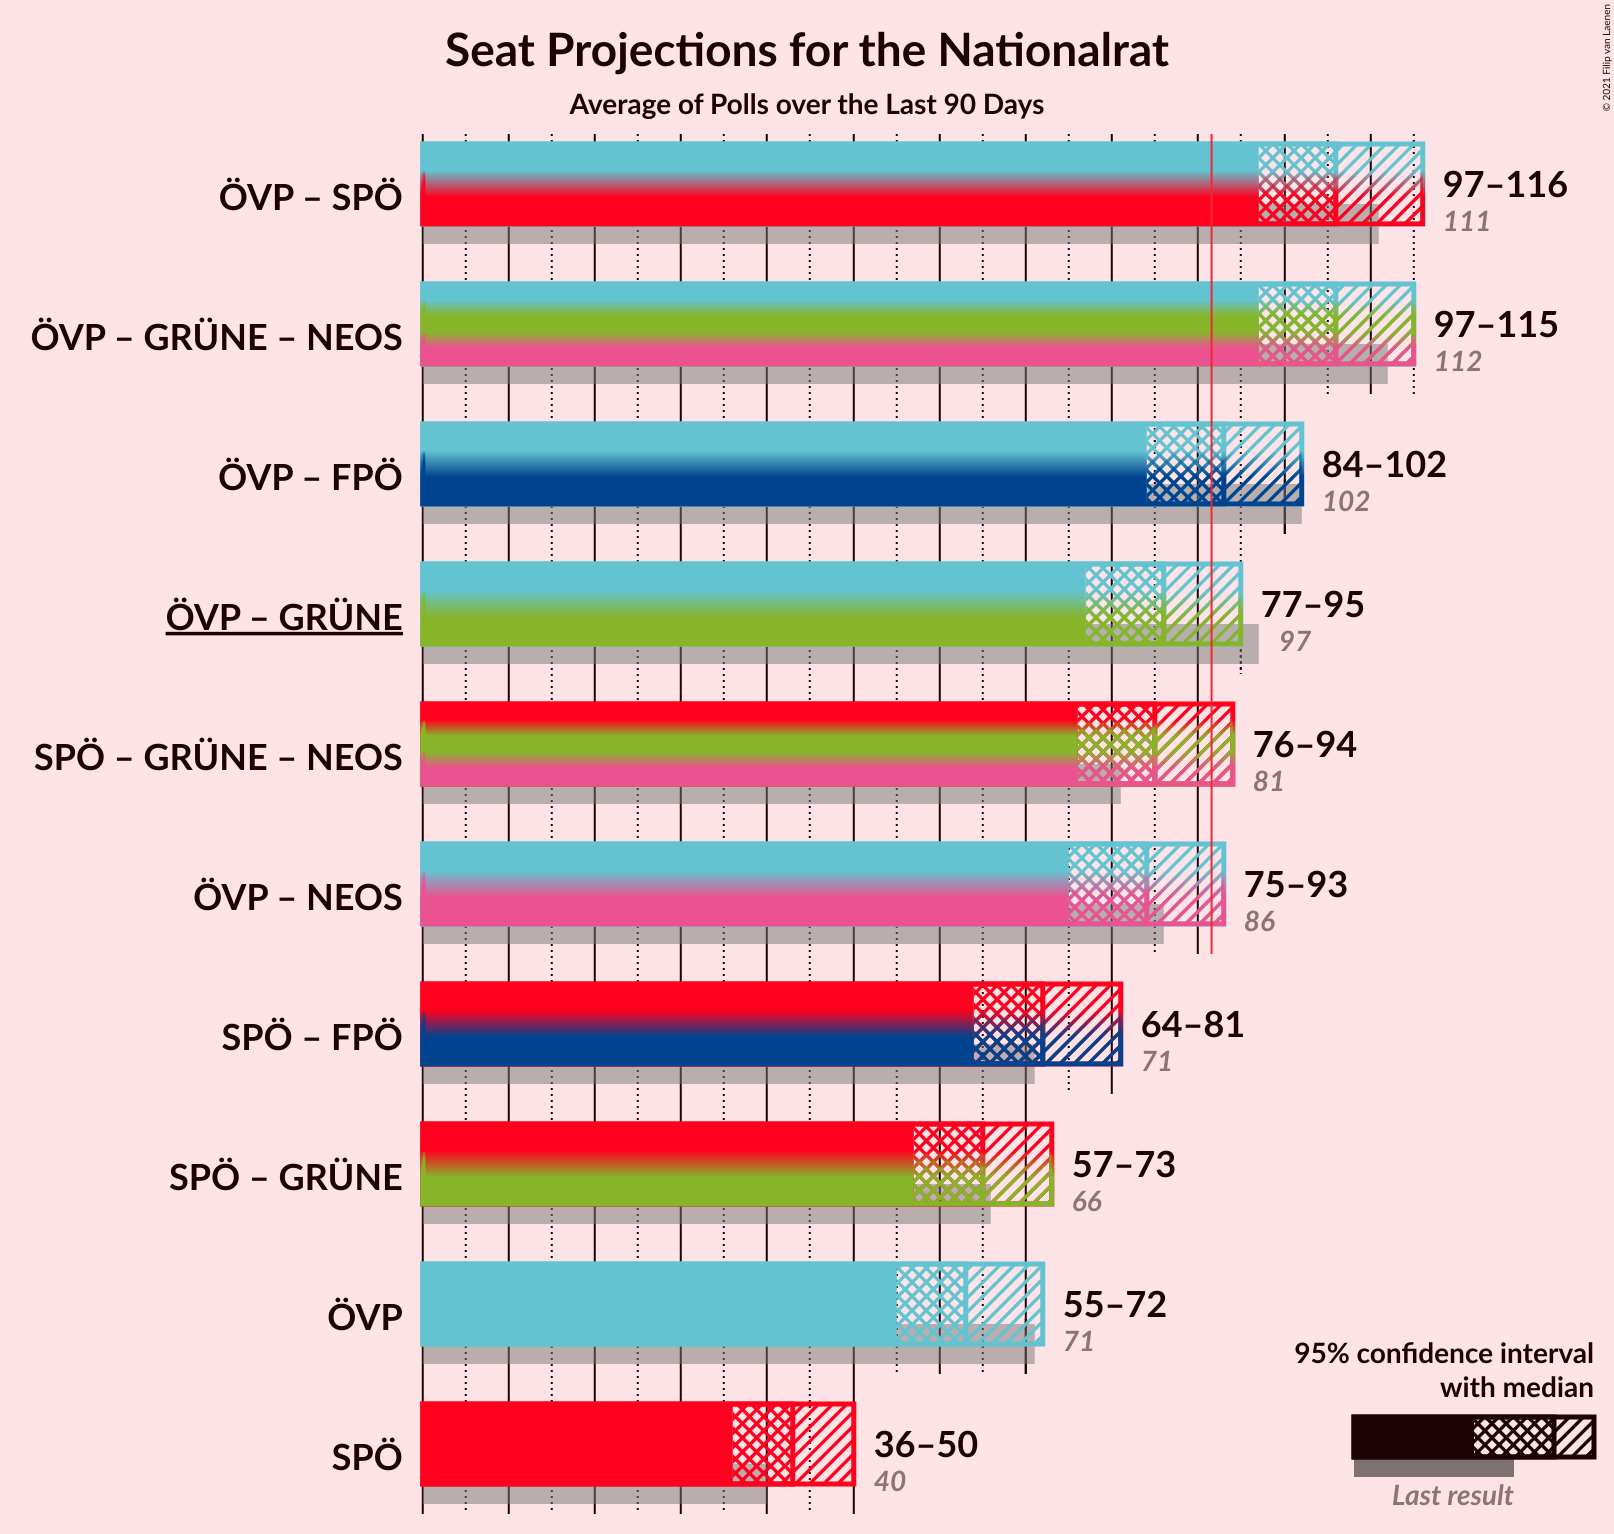 Seat Projections for the Nationalrat
Average of Polls over the Last 90 Days
© 2021 Filip van Laenen
ÖVP – SPÖ
97–116
111
ÖVP – GRÜNE – NEOS
97–115
112
ÖVP – FPÖ
84–102
102
ÖVP – GRÜNE
77–95
97
SPÖ – GRÜNE – NEOS
76–94
81
ÖVP – NEOS
75–93
86
SPÖ – FPÖ
64–81
71
SPÖ – GRÜNE
57–73
66
ÖVP
55–72
71
SPÖ
36–50
40
95% confidence interval
with median
Last result